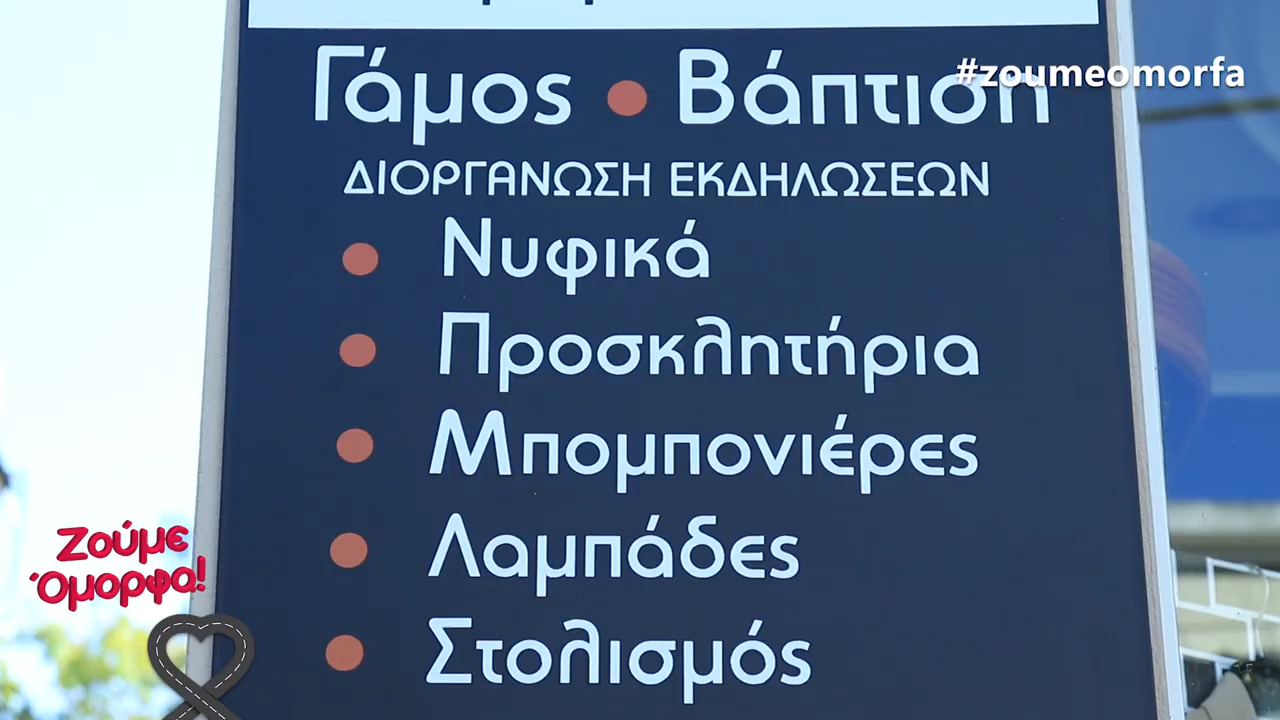 Γάμος • Βάπτιση
#zoumeomorfa
ΔΙΟΡΓΑΝΩΣΗ ΕΚΔΗΛΩΣΕΩΝ
• Νυφικά
• Προσκλητήρια
• Μπομπονιέρες
• Λαμπάδες
• Στολισμός
Ζούμε
Όμορφα!